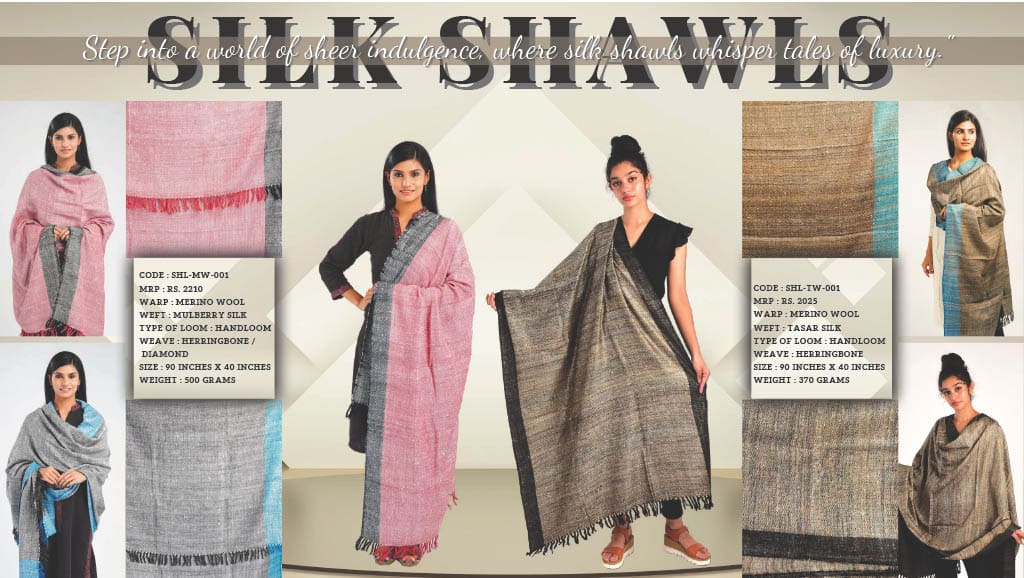 SILK SHAWLS
Step into a world of sheer indulgence, where silk shawls whisper tales of luxury."
CODE : SHL-MW-001
MRP : RS. 2210
WARP : MERINO WOOL
WEFT : MULBERRY SILK
TYPE OF LOOM : HANDLOOM
WEAVE : HERRINGBONE /
DIAMOND
SIZE : 90 INCHES X 40 INCHES
WEIGHT : 500 GRAMS
CODE : SHL-TW-001
MRP : RS. 2025
WARP : MERINO WOOL
WEFT : TASAR SILK
TYPE OF LOOM : HANDLOOM
WEAVE : HERRINGBONE
SIZE : 90 INCHES X 40 INCHES
WEIGHT : 370 GRAMS